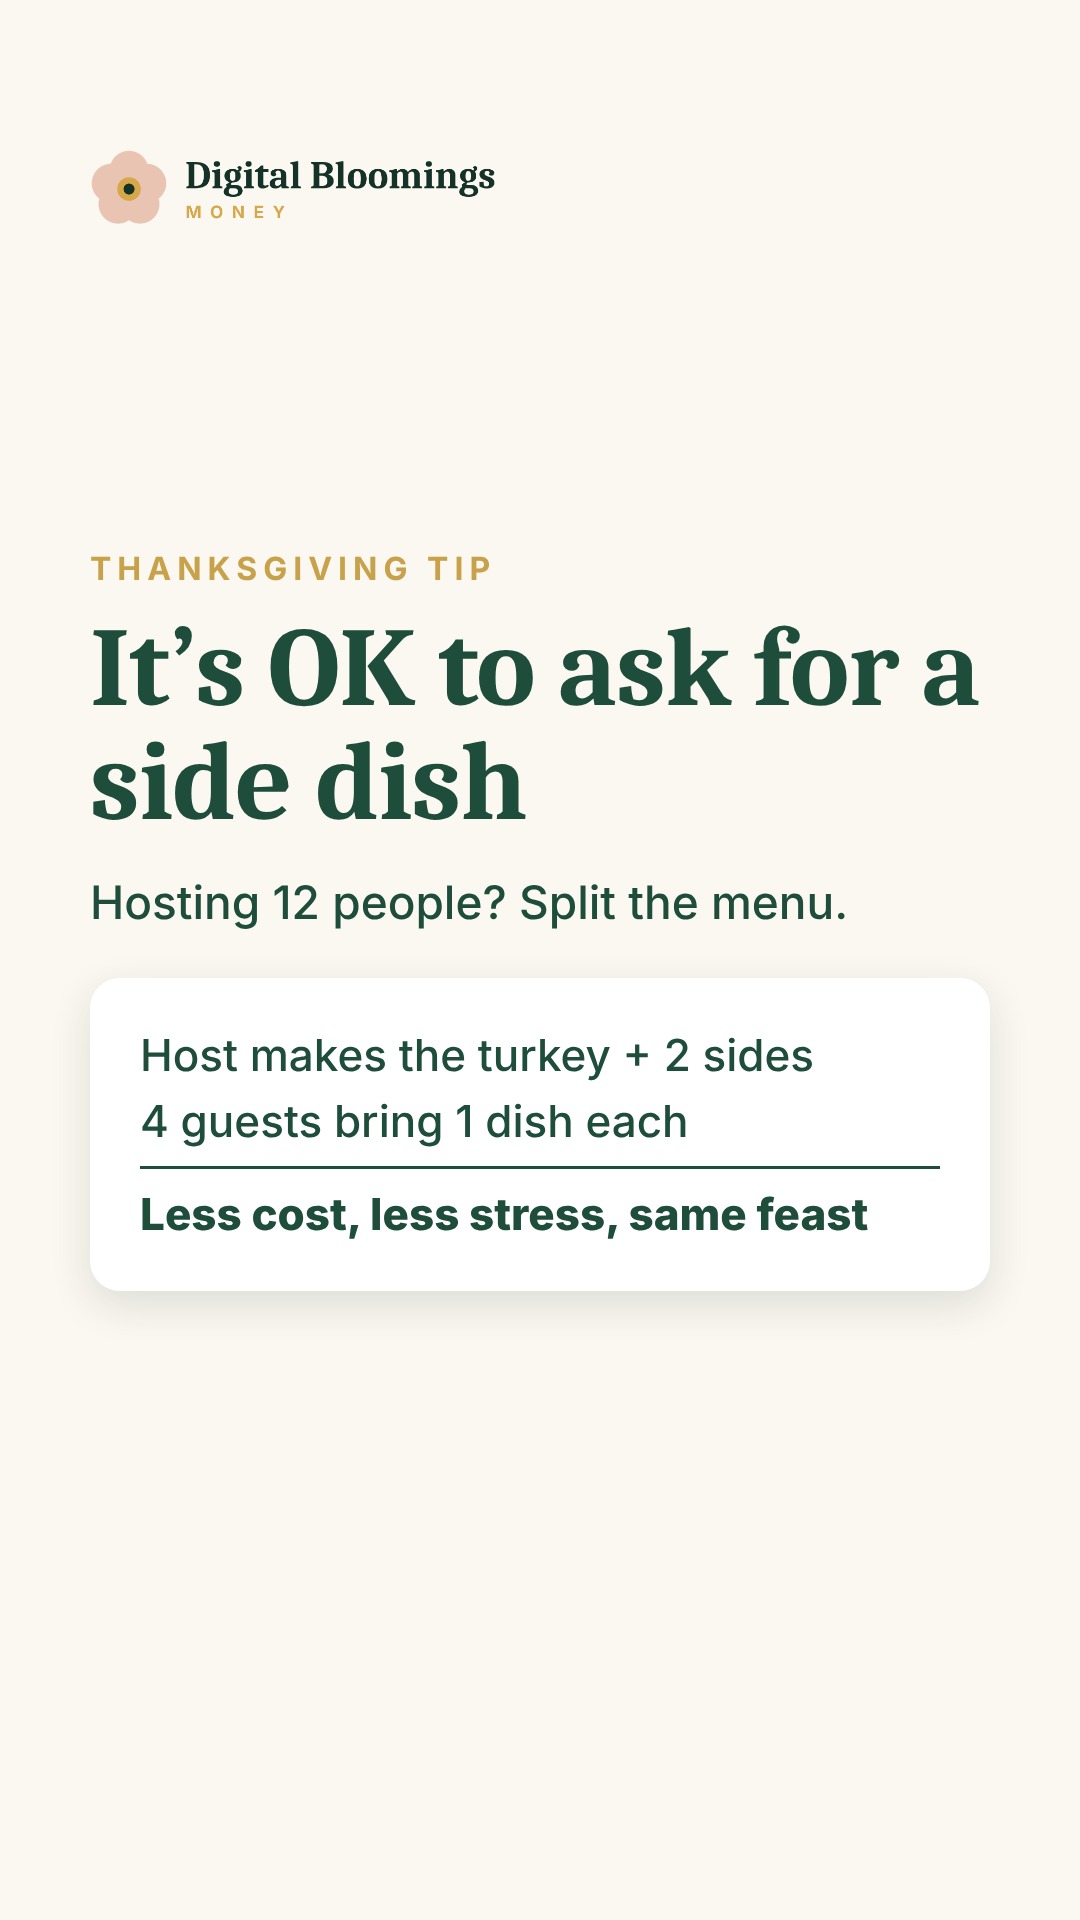 Digital Bloomings
MONEY
THANKSGIVING TIP
It’s OK to ask for a
side dish
Hosting 12 people? Split the menu.
Host makes the turkey + 2 sides
4 guests bring 1 dish each
Less cost, less stress, same feast